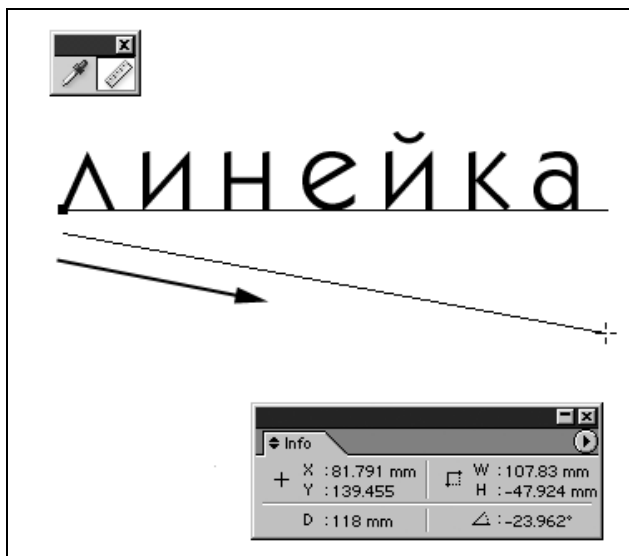 линейка
Info
X :81.791 mm
Y :139.455
W :107.83 mm
H :-47.924 mm
D :118 mm
:-23.962°